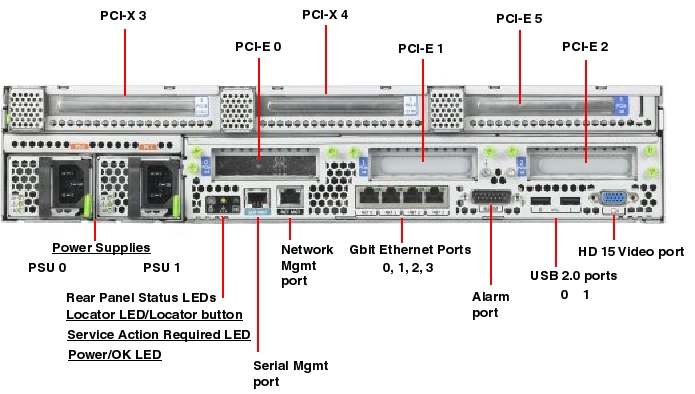 PCI-X 3
PCI-X 4
PCI-E 5
PCI-E 0
PCI-E 1
PCI-E 2
Power Supplies
PSU 0
PSU 1
Rear Panel Status LEDs
Locator LED/Locator button
Service Action Required LED
Power/OK LED
Serial Mgmt
port
Network
Mgmt
port
Gbit Ethernet Ports
0, 1, 2, 3
Alarm
port
USB 2.0 ports
0 1
HD 15 Video port